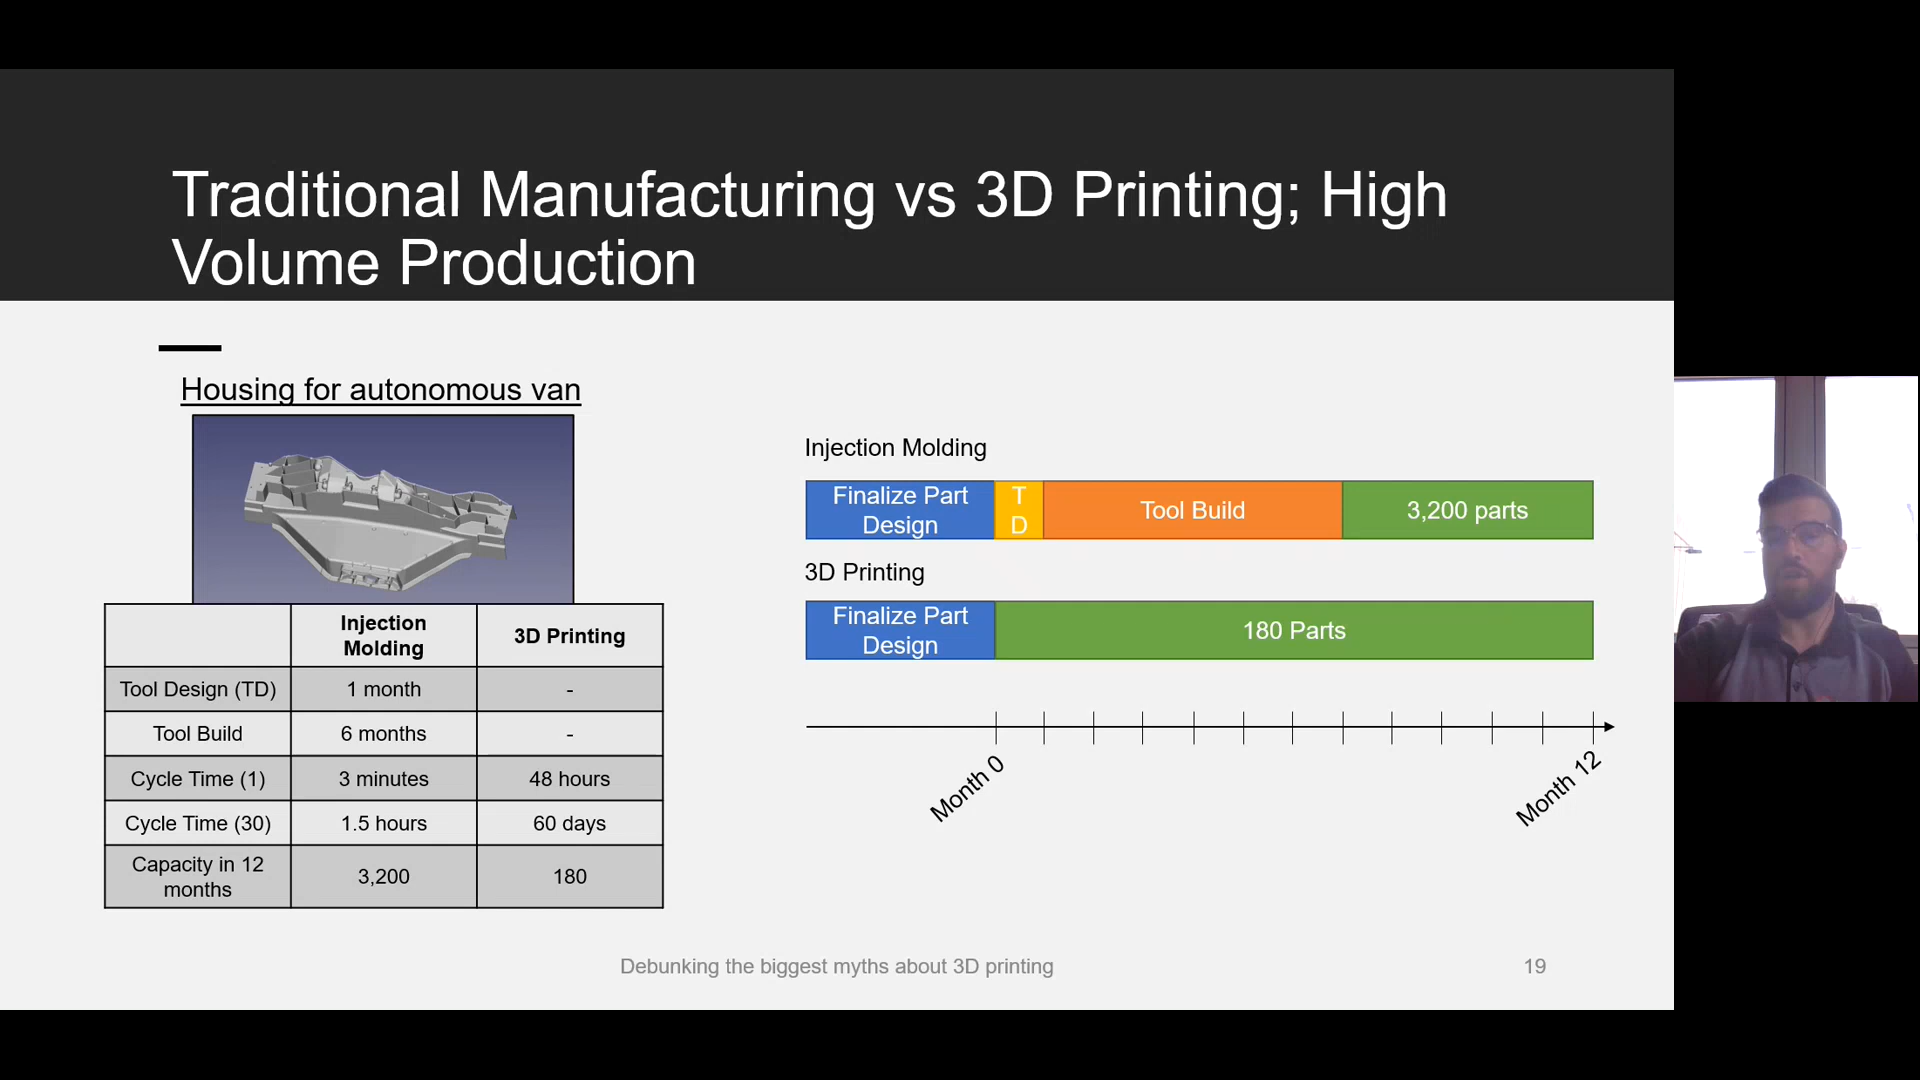 Traditional Manufacturing vs 3D Printing; High
Volume Production
Housing for autonomous van
Injection
Molding
3D Printing
Tool Design (TD)
1 month
-
Tool Build
6 months
-
Cycle Time (1)
3 minutes
48 hours
Cycle Time (30)
1.5 hours
60 days
Capacity in 12
months
3,200
180
Injection Molding
Finalize Part
Design
T
D
Tool Build
3,200 parts
3D Printing
Finalize Part
Design
180 Parts
Month 0
Month 12
Debunking the biggest myths about 3D printing
19